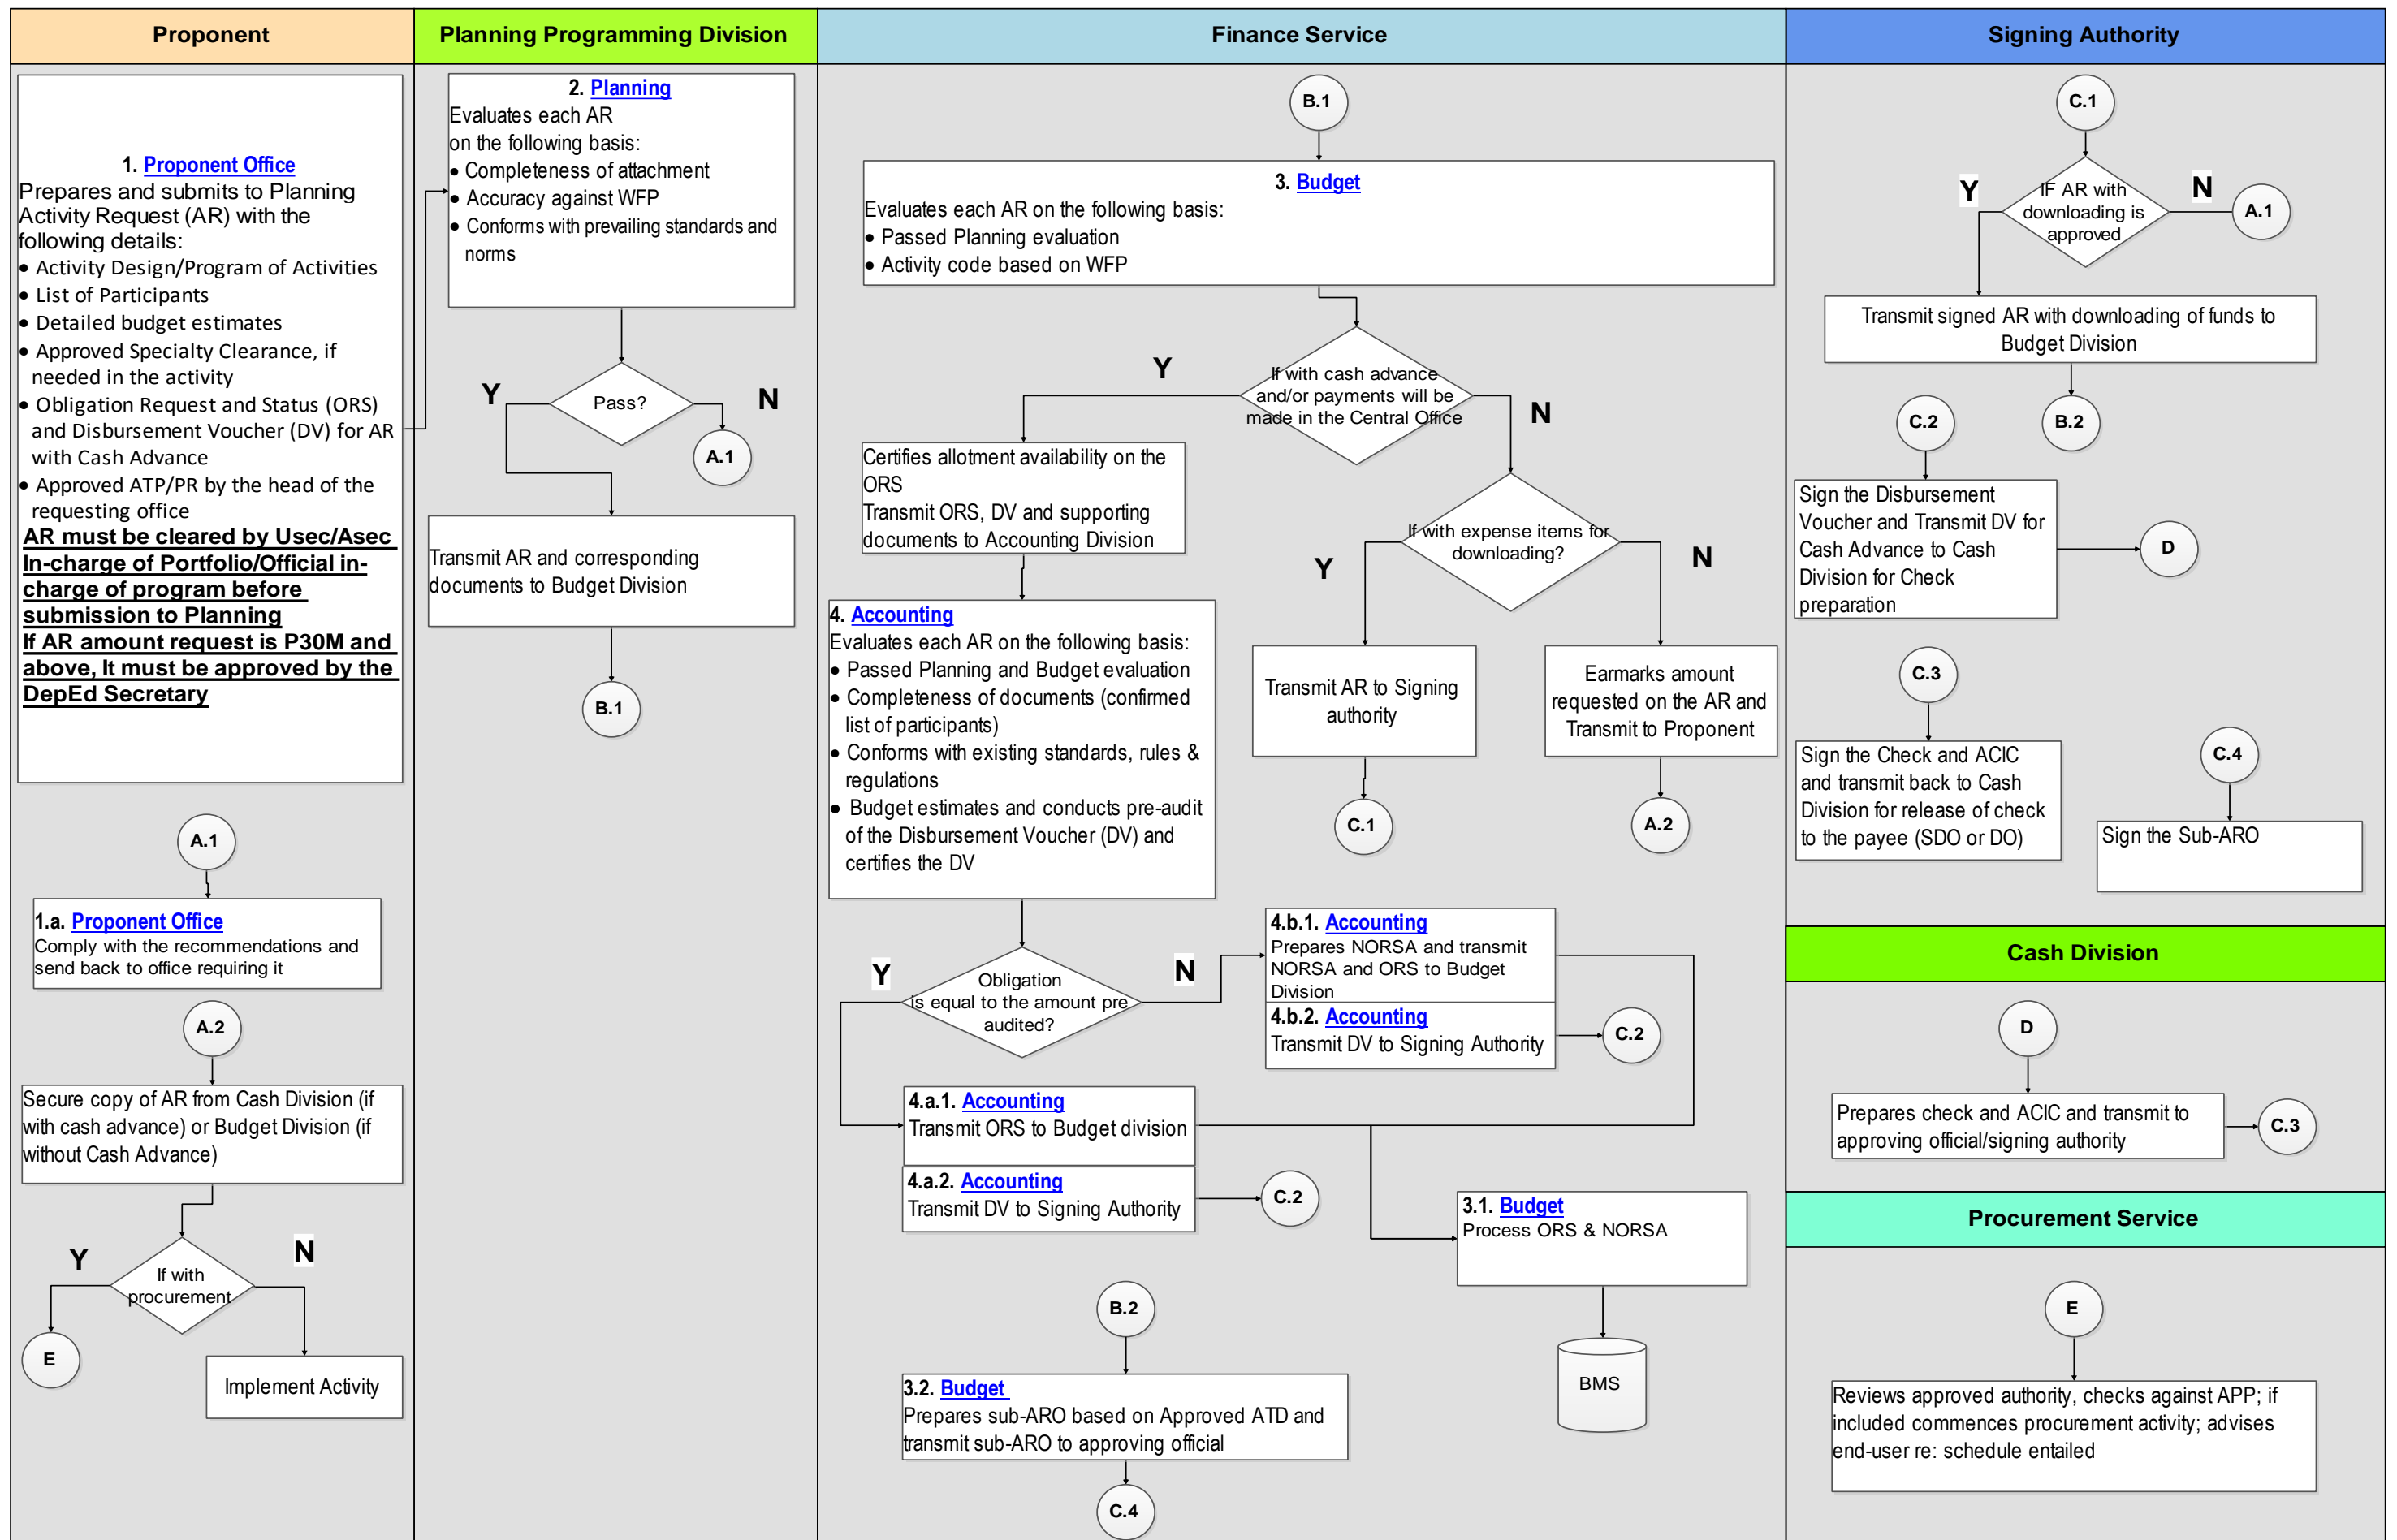 Proponent
Planning Programming Division
Finance Service
Signing Authority
1. Proponent Office
Prepares and submits to Planning
Activity Request (AR) with the
following details:
• Activity Design/Program of Activities
• List of Participants
• Detailed budget estimates
• Approved Specialty Clearance, if
needed in the activity
• Obligation Request and Status (ORS)
and Disbursement Voucher (DV) for AR
with Cash Advance
• Approved ATP/PR by the head of the
requesting office
AR must be cleared by Usec/Asec
In-charge of Portfolio/Official in-
charge of program before
submission to Planning
If AR amount request is P30M and
above, It must be approved by the
DepEd Secretary
A.1
1.a. Proponent Office
Comply with the recommendations and
send back to office requiring it
A.2
Secure copy of AR from Cash Division (if
with cash advance) or Budget Division (if
without Cash Advance)
Y
N
If with
procurement
E
Implement Activity
2. Planning
Evaluates each AR
on the following basis:
• Completeness of attachment
• Accuracy against WFP
• Conforms with prevailing standards and
norms
Y
Pass?
N
A.1
Transmit AR and corresponding
documents to Budget Division
B.1
B.1
3. Budget
Evaluates each AR on the following basis:
• Passed Planning evaluation
• Activity code based on WFP
Y
If with cash advance
and/or payments will be
made in the Central Office
N
Certifies allotment availability on the
ORS
Transmit ORS, DV and supporting
documents to Accounting Division
If with expense items for
downloading?
Y
N
4. Accounting
Evaluates each AR on the following basis:
• Passed Planning and Budget evaluation
• Completeness of documents (confirmed
list of participants)
• Conforms with existing standards, rules &
regulations
• Budget estimates and conducts pre-audit
of the Disbursement Voucher (DV) and
certifies the DV
Transmit AR to Signing
authority
C.1
Earmarks amount
requested on the AR and
Transmit to Proponent
A.2
Y
Obligation
is equal to the amount pre
audited?
N
4.b.1. Accounting
Prepares NORSA and transmit
NORSA and ORS to Budget
Division
4.b.2. Accounting
Transmit DV to Signing Authority
C.2
4.a.1. Accounting
Transmit ORS to Budget division
4.a.2. Accounting
Transmit DV to Signing Authority
C.2
3.1. Budget
Process ORS & NORSA
BMS
B.2
3.2. Budget
Prepares sub-ARO based on Approved ATD and
transmit sub-ARO to approving official
C.4
C.1
Y
IF AR with
downloading is
approved
N
A.1
Transmit signed AR with downloading of funds to
Budget Division
B.2
C.2
Sign the Disbursement
Voucher and Transmit DV for
Cash Advance to Cash
Division for Check
preparation
D
C.3
Sign the Check and ACIC
and transmit back to Cash
Division for release of check
to the payee (SDO or DO)
C.4
Sign the Sub-ARO
Cash Division
D
Prepares check and ACIC and transmit to
approving official/signing authority
C.3
Procurement Service
E
Reviews approved authority, checks against APP; if
included commences procurement activity; advises
end-user re: schedule entailed